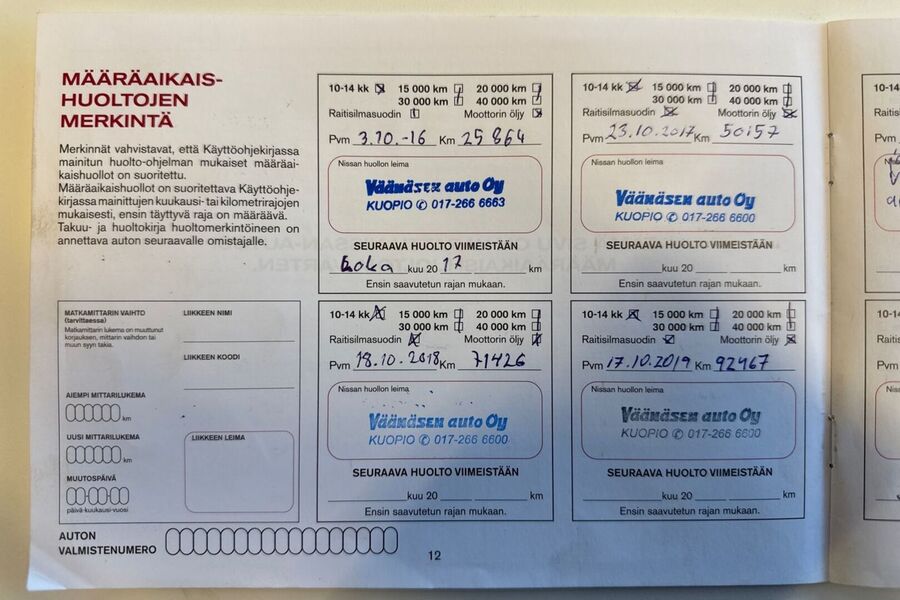 MÄÄRÄAIKAIS-
HUOLTOJEN
MERKINTÄ
Merkinnät vahvistavat, että Käyttöohjekirjassa
mainitun huolto-ohjelman mukaiset määräai-
kaishuollot on suoritettu.
Määräaikaishuollot on suoritettava Käyttöohje-
kirjassa mainittujen kuukausi- tai kilometrirajojen
mukaisesti, ensin täyttyvä raja on määräävä.
Takuu- ja huoltokirja huoltomerkintöineen on
annettava auton seuraavalle omistajalle.
10-14 kk 15 000 km 20 000 km
30 000 km 40 000 km
Raitisilmasuodin Moottorin öljy
Pvm 3.10.-16 Km 25864
Nissan huollon leima
Väänäsen auto Oy
KUOPIO ✆ 017-266 6663
SEURAAVA HUOLTO VIIMEISTÄÄN
Loka kuu 20 17 km
Ensin saavutetun rajan mukaan.
10-14 kk 15 000 km 20 000 km
30 000 km 40 000 km
Raitisilmasuodin Moottorin öljy
Pvm 23.10.2017 Km 50157
Nissan huollon leima
Väänäsen auto Oy
KUOPIO ✆ 017-266 6600
SEURAAVA HUOLTO VIIMEISTÄÄN
kuu 20 km
Ensin saavutetun rajan mukaan.
MATKAMITTARIN VAIHTO
(tarvittaessa)
Matkamittarin lukema on muuttunut
korjauksen, mittarin vaihdon tai
muun syyn takia.
LIIKKEEN NIMI
LIIKKEEN KOODI
AIEMPI MITTARILUKEMA
km
UUSI MITTARILUKEMA
km
MUUTOSPÄIVÄ
päivä-kuukausi-vuosi
LIIKKEEN LEIMA
10-14 kk 15 000 km 20 000 km
30 000 km 40 000 km
Raitisilmasuodin Moottorin öljy
Pvm 18.10.2018 Km 71426
Nissan huollon leima
Väänäsen auto Oy
KUOPIO ✆ 017-266 6600
SEURAAVA HUOLTO VIIMEISTÄÄN
kuu 20 km
Ensin saavutetun rajan mukaan.
10-14 kk 15 000 km 20 000 km
30 000 km 40 000 km
Raitisilmasuodin Moottorin öljy
Pvm 17.10.2019 Km 92467
Nissan huollon leima
Väänäsen auto Oy
KUOPIO ✆ 017-266 6600
SEURAAVA HUOLTO VIIMEISTÄÄN
kuu 20 km
Ensin saavutetun rajan mukaan.
AUTON
VALMISTENUMERO
12